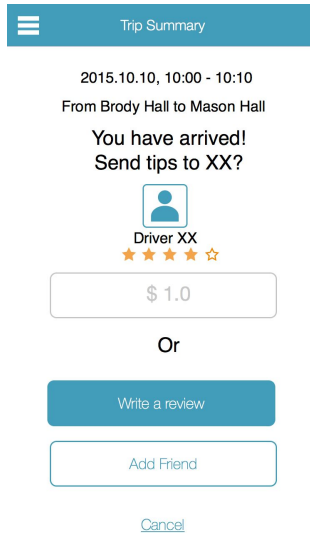 Trip Summary
2015.10.10, 10:00 - 10:10
From Brody Hall to Mason Hall
You have arrived!
Send tips to XX?
Driver XX
$ 1.0
Or
Write a review
Add Friend
Cancel